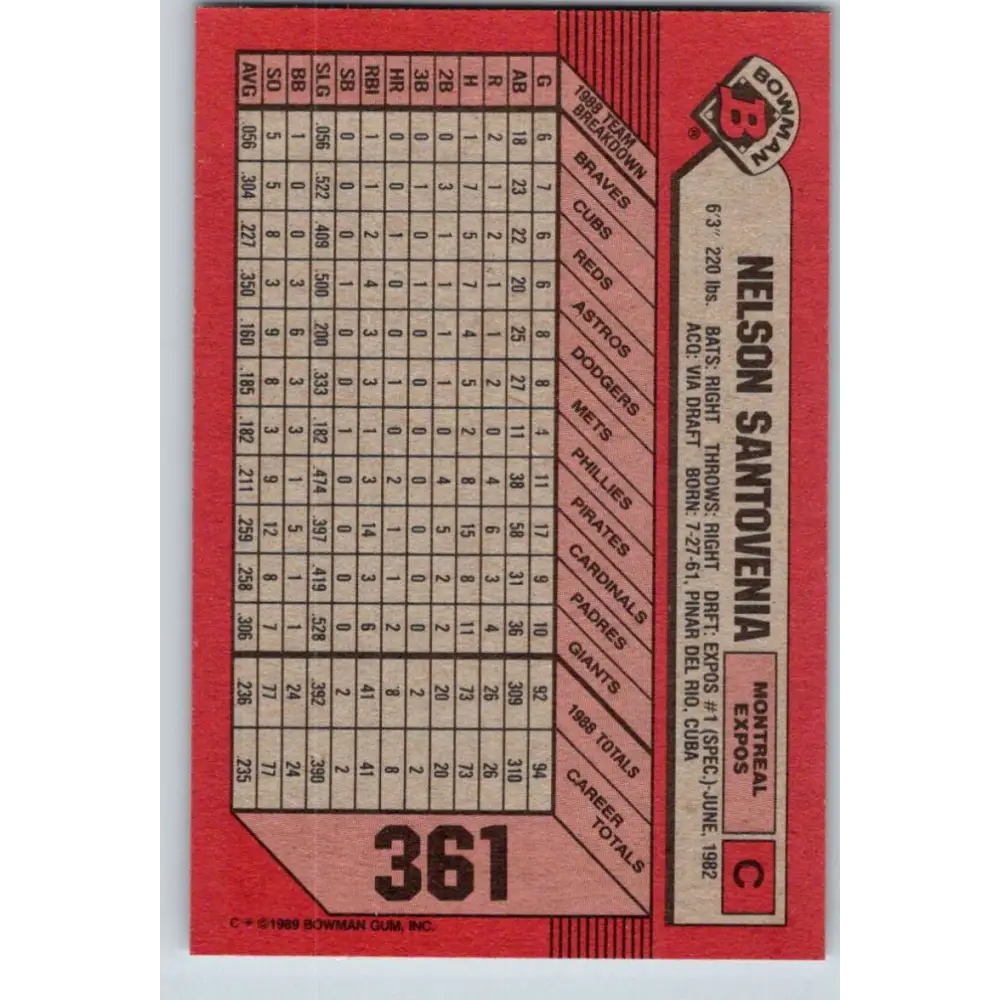 BOWMAN
B
®
NELSON SANTOVENIA
MONTREAL
EXPOS
C
6'3" 220 lbs. BATS: RIGHT THROWS: RIGHT DRFT: EXPOS #1 (SPEC.)-JUNE, 1982
ACQ: VIA DRAFT BORN: 7-27-61, PINAR DEL RIO, CUBA
1988 TEAM
BREAKDOWN
BRAVES
CUBS
REDS
ASTROS
DODGERS
METS
PHILLIES
PIRATES
CARDINALS
PADRES
GIANTS
1988 TOTALS
CAREER
TOTALS
G 6 7 6 6 8 8 4 11 17 9 10 92 94
AB 18 23 22 20 25 27 11 38 58 31 36 309 310
R 2 1 2 1 1 2 0 4 6 3 4 26 26
H 1 7 5 7 4 5 2 8 15 8 11 73 73
2B 0 3 1 1 1 1 0 4 5 2 2 20 20
3B 0 1 0 1 0 0 0 0 0 0 0 2 2
HR 0 0 1 0 0 1 0 2 1 1 2 8 8
RBI 1 1 2 4 3 3 1 3 14 3 6 41 41
SB 0 0 0 1 0 0 1 0 0 0 0 2 2
SLG .056 .522 .409 .500 .200 .333 .182 .474 .397 .419 .528 .392 .390
BB 1 0 0 3 6 3 3 1 5 1 1 24 24
SO 5 5 8 3 9 8 3 9 12 8 7 77 77
AVG .056 .304 .227 .350 .160 .185 .182 .211 .259 .258 .306 .236 .235
361
C * ©1989 BOWMAN GUM, INC.